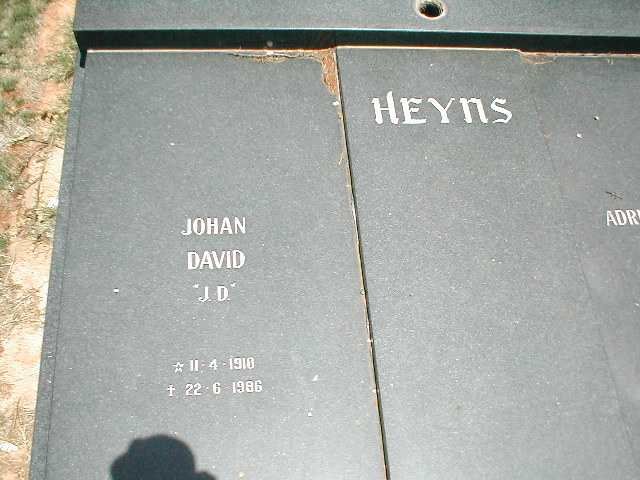 HEYNS
JOHAN
DAVID
"J.D."
☆ 11-4-1910
✝ 22-6-1986